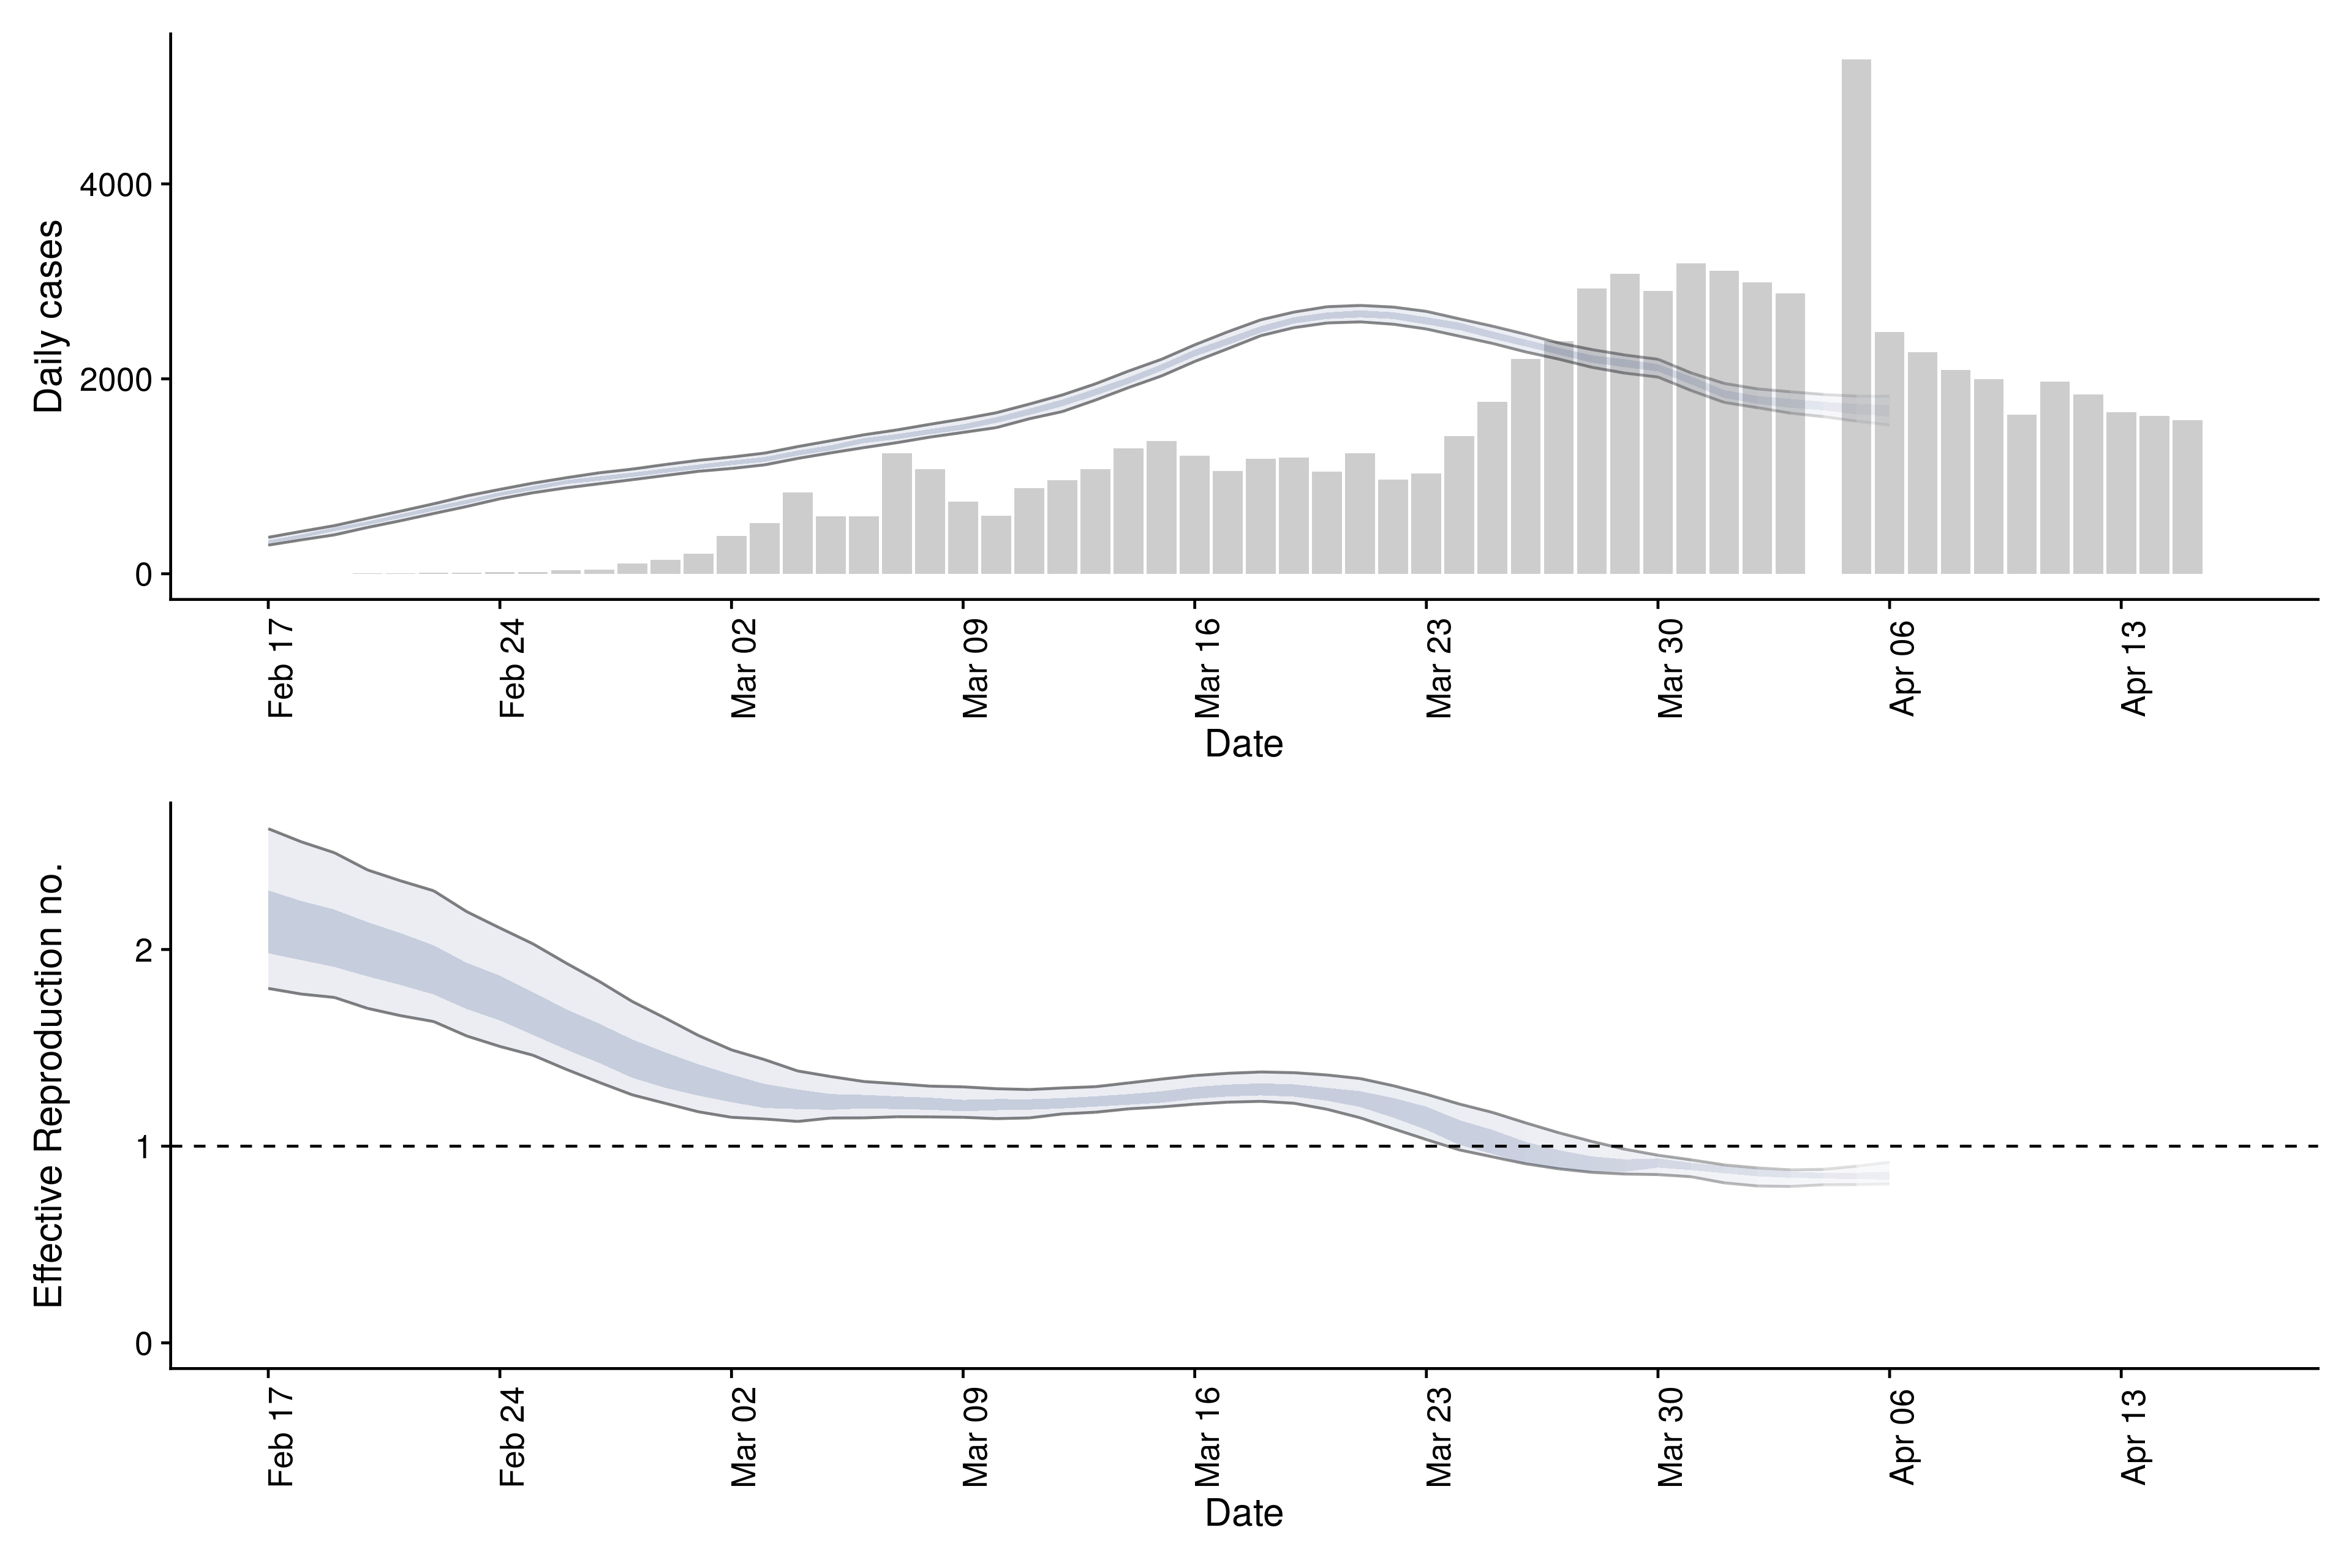 Daily cases
4000
2000
0
Feb 17
Feb 24
Mar 02
Mar 09
Mar 16
Mar 23
Mar 30
Apr 06
Apr 13
Date
Effective Reproduction no.
2
1
0
Feb 17
Feb 24
Mar 02
Mar 09
Mar 16
Mar 23
Mar 30
Apr 06
Apr 13
Date